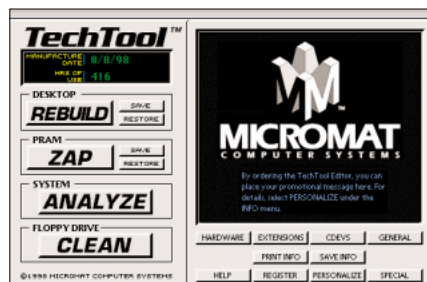 TechTool™
MANUFACTURE DATE 8/8/98
HRS OF USE 416
DESKTOP
REBUILD
SAVE
RESTORE
PRAM
ZAP
SAVE
RESTORE
SYSTEM
ANALYZE
FLOPPY DRIVE
CLEAN
©1998 MICROMAT COMPUTER SYSTEMS
MICROMAT
COMPUTER SYSTEMS
By ordering the TechTool Editor, you can
place your promotional message here. For
details, select PERSONALIZE under the
INFO menu.
HARDWARE EXTENSIONS CDEVS GENERAL
PRINT INFO SAVE INFO
HELP REGISTER PERSONALIZE SPECIAL